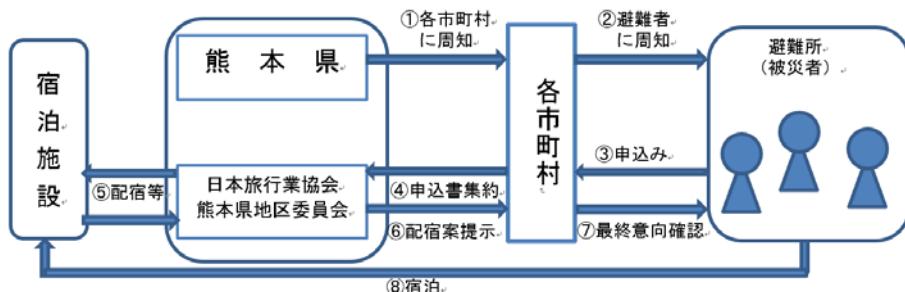 ①各市町村
に周知
②避難者
に周知
熊本県
避難所
（被災者）
宿泊施設
各市町村
③申込み
日本旅行業協会
熊本県地区委員会
⑤配宿等
④申込書集約
⑥配宿案提示
⑦最終意向確認
⑧宿泊